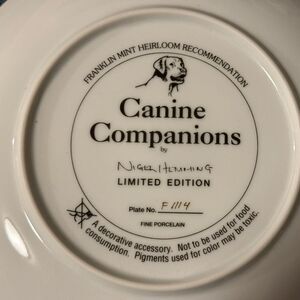 FRANKLIN MINT HEIRLOOM RECOMMENDATION
Canine
Companions
by
NIGEL HEMMING
LIMITED EDITION
Plate No. F 1114
FINE PORCELAIN
A decorative accessory. Not to be used for food
consumption. Pigments used for color may be toxic.